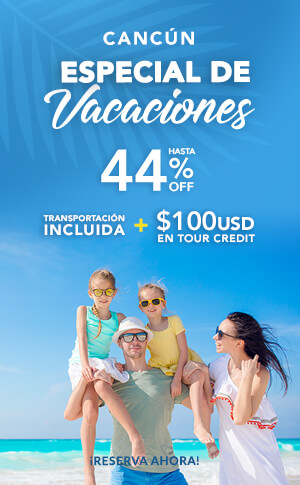 CANCÚN
ESPECIAL DE
Vacaciones
HASTA
44%
OFF
TRANSPORTACIÓN
INCLUIDA
+
$100USD
EN TOUR CREDIT
¡RESERVA AHORA!